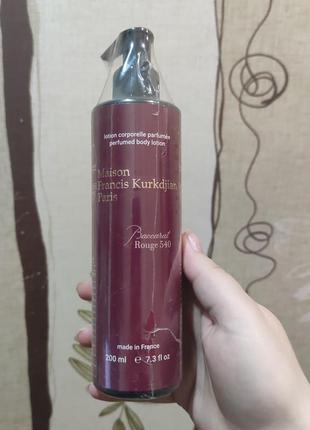 lotion corporelle parfumée
perfumed body lotion
Maison
Francis Kurkdjian
Paris
Baccarat
Rouge 540
made in France
200 ml e 7.3 fl oz